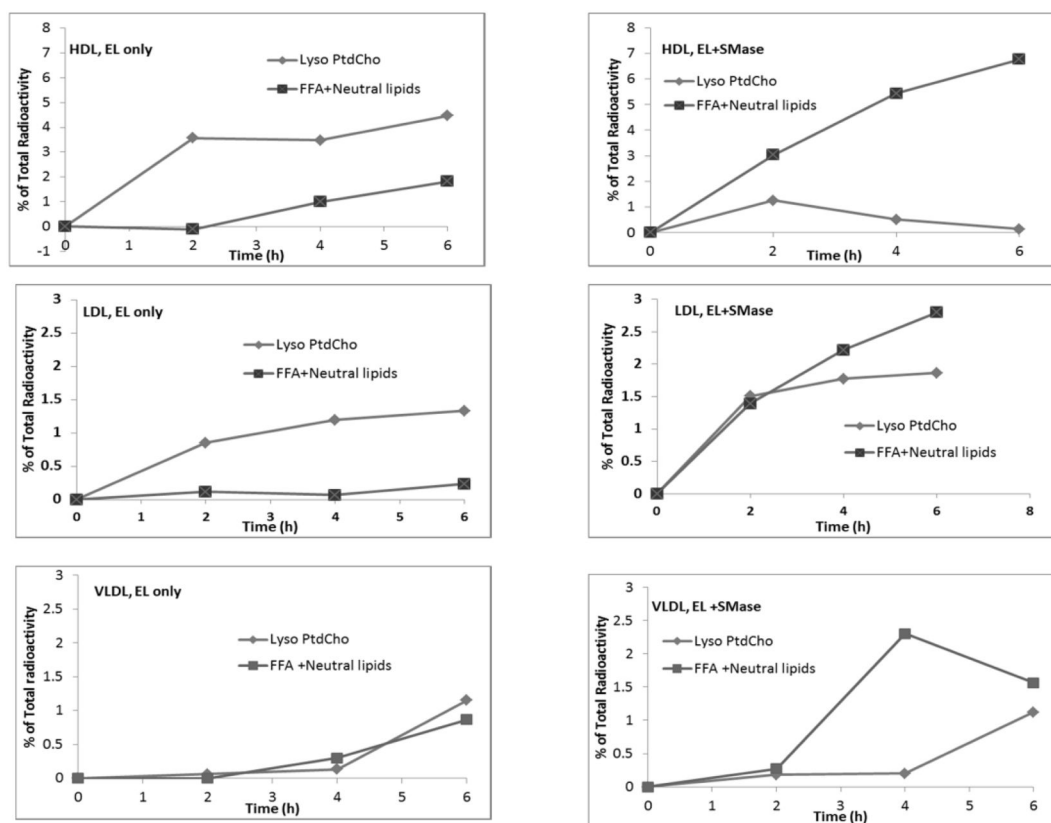 HDL, EL only
% of Total Radioactivity
8
7
6
5
4
3
2
1
0
-1
Lyso PtdCho
FFA+Neutral lipids
0 1 2 3 4 5 6
Time (h)
HDL, EL+SMase
% of Total Radioactivity
8
7
6
5
4
3
2
1
0
Lyso PtdCho
FFA+Neutral lipids
0 1 2 3 4 5 6
Time (h)
LDL, EL only
% of Total Radioactivity
3
2.5
2
1.5
1
0.5
0
Lyso PtdCho
FFA+Neutral lipids
0 1 2 3 4 5 6
Time (h)
LDL, EL+SMase
% of Total Radioactivity
3
2.5
2
1.5
1
0.5
0
Lyso PtdCho
FFA+Neutral lipids
0 2 4 6 8
Time (h)
VLDL, EL only
% of Total radioactivity
3
2.5
2
1.5
1
0.5
0
Lyso PtdCho
FFA +Neutral lipids
0 1 2 3 4 5 6
Time (h)
VLDL, EL +SMase
% of Total Radioactivity
3
2.5
2
1.5
1
0.5
0
Lyso PtdCho
FFA +Neutral lipids
0 1 2 3 4 5 6
Time (h)